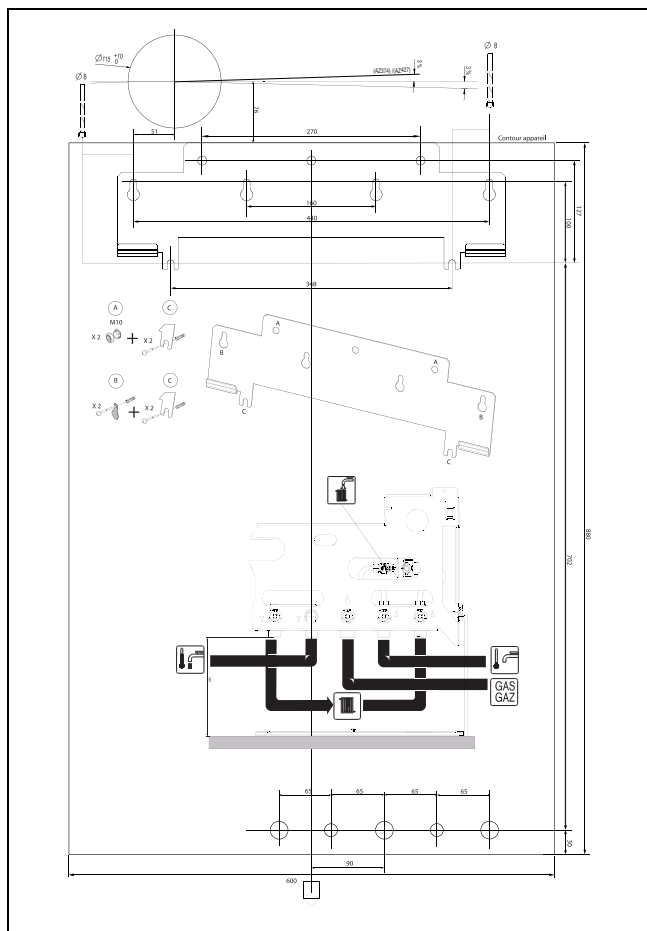 Ø 8
Ø115 +10 0
3 %
(AZ374) (AZ427)
3 %
Ø 8
76
51
270
Contour appareil
160
440
100
127
348
A
C
M10
X 2
X 2
B
C
X 2
X 2
A
B
A
B
C
C
702
880
GAS
GAZ
65
65
65
65
30
90
600